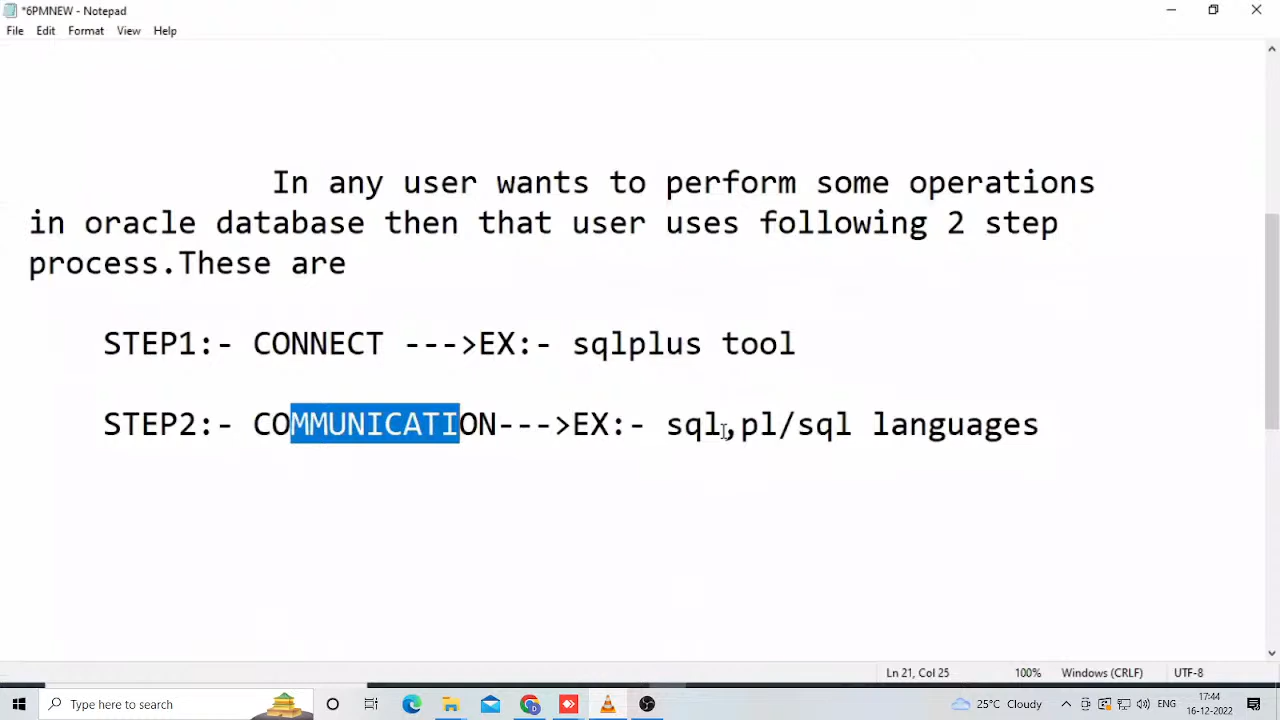 *6PMNEW - Notepad
File Edit Format View Help
In any user wants to perform some operations
in oracle database then that user uses following 2 step
process.These are
STEP1:- CONNECT --->EX:- sqlplus tool
STEP2:- COMMUNICATION--->EX:- sql,pl/sql languages
Ln 21, Col 25 100% Windows (CRLF) UTF-8
Type here to search 25°C Cloudy ENG 17:44
16-12-2022